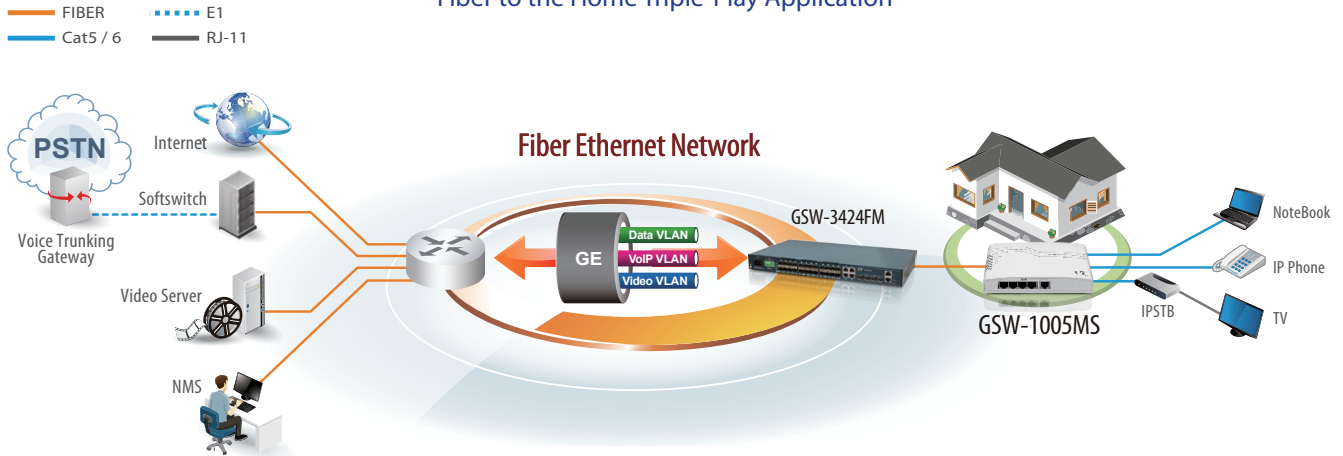 Fiber to the Home Triple-Play Application
FIBER
E1
Cat5 / 6
RJ-11
PSTN
Internet
Softswitch
Voice Trunking
Gateway
Video Server
NMS
Fiber Ethernet Network
GE
Data VLAN
VoIP VLAN
Video VLAN
GSW-3424FM
GSW-1005MS
NoteBook
IP Phone
IPSTB
TV